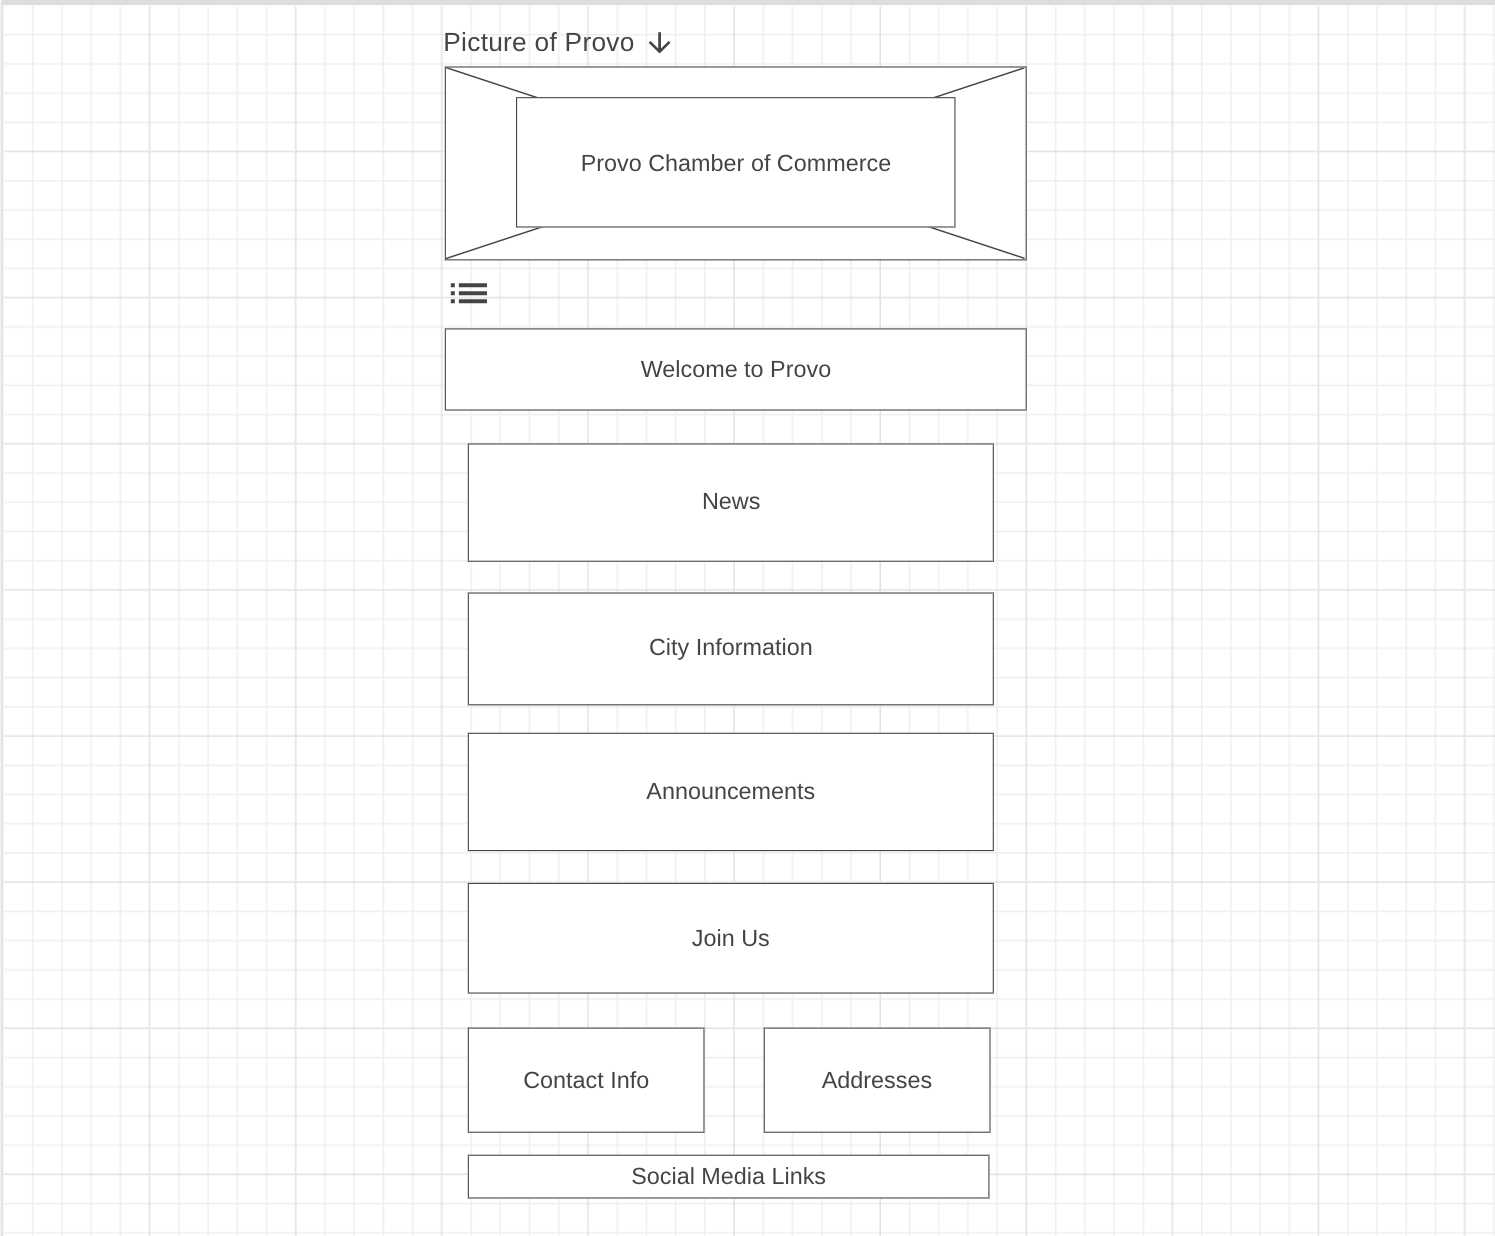 Picture of Provo
Provo Chamber of Commerce
Welcome to Provo
News
City Information
Announcements
Join Us
Contact Info
Addresses
Social Media Links